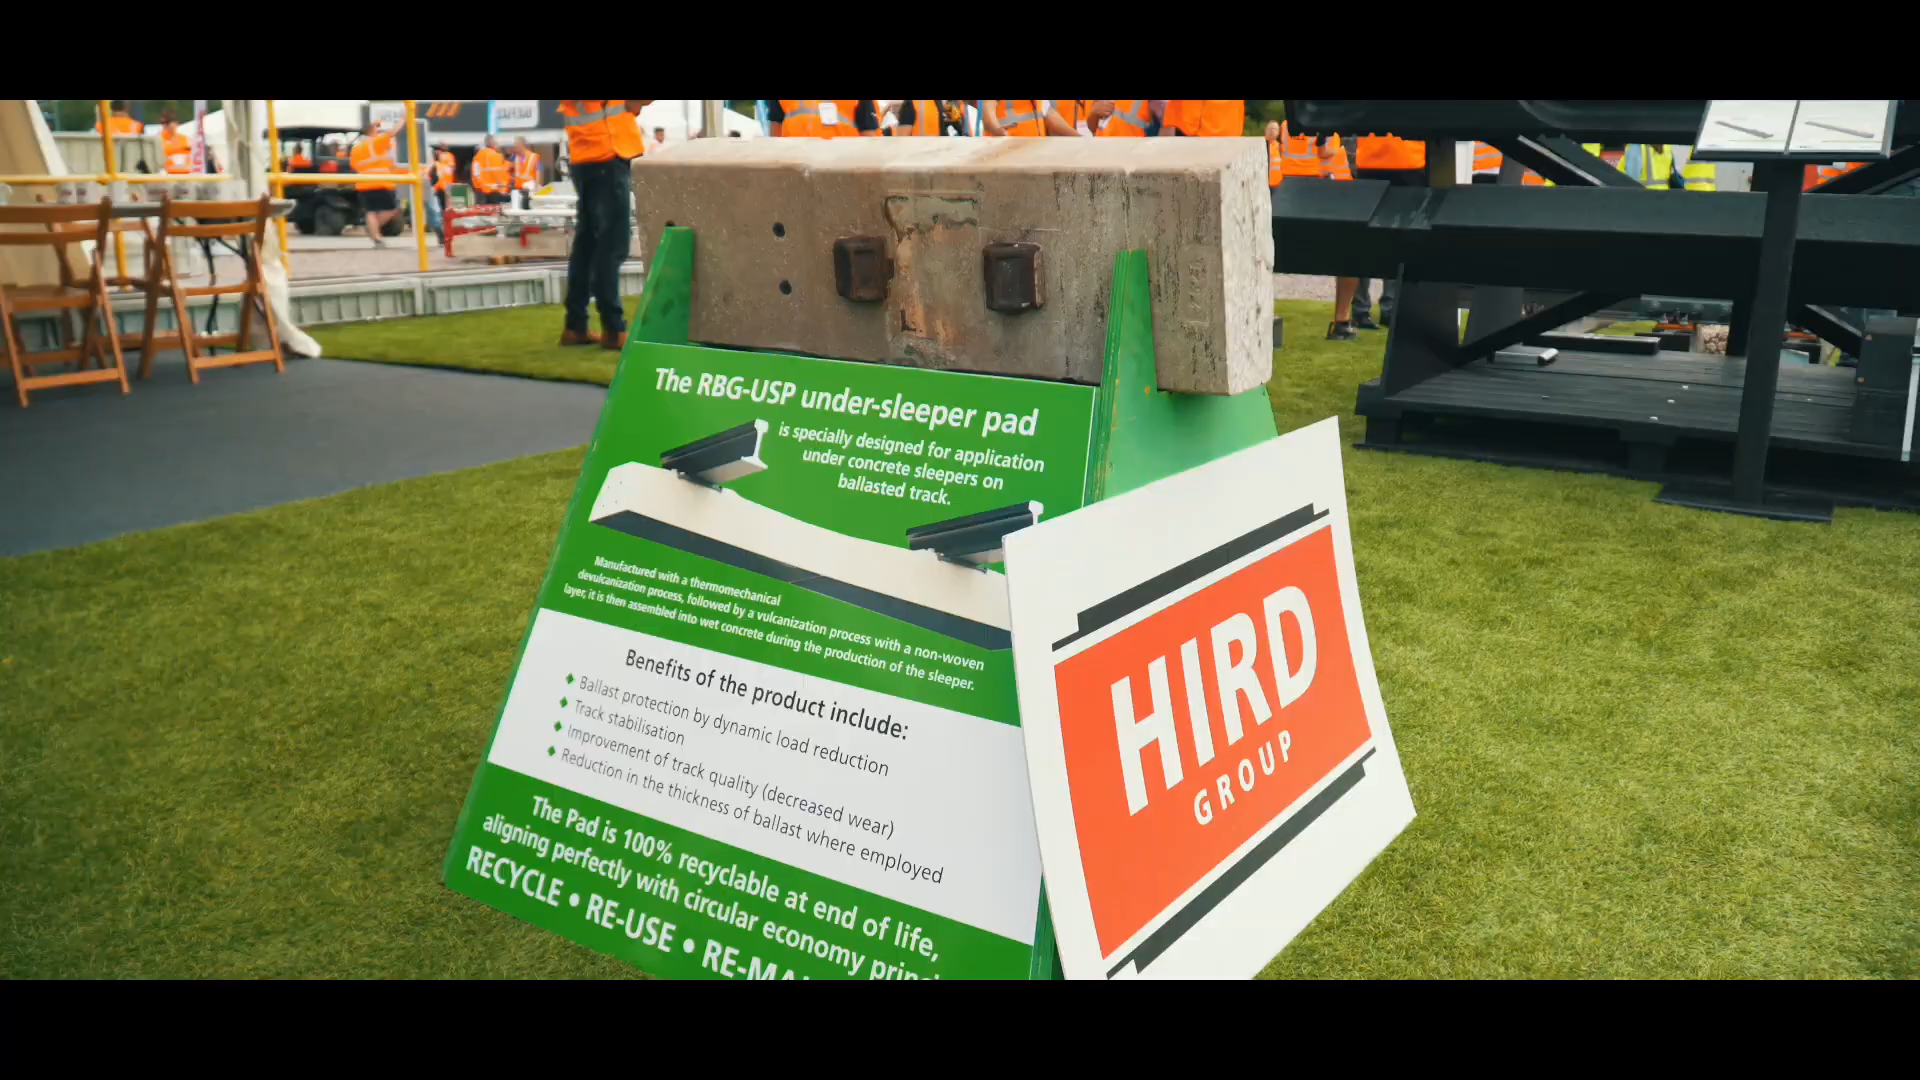 The RBG-USP under-sleeper pad
is specially designed for application
under concrete sleepers on
ballasted track.
Manufactured with a thermomechanical
devulcanization process, followed by a vulcanization process with a non-woven
layer, it is then assembled into wet concrete during the production of the sleeper.
Benefits of the product include:
Ballast protection by dynamic load reduction
Track stabilisation
Improvement of track quality (decreased wear)
Reduction in the thickness of ballast where employed
The Pad is 100% recyclable at end of life,
aligning perfectly with circular economy
RECYCLE • RE-USE •
HIRD
GROUP